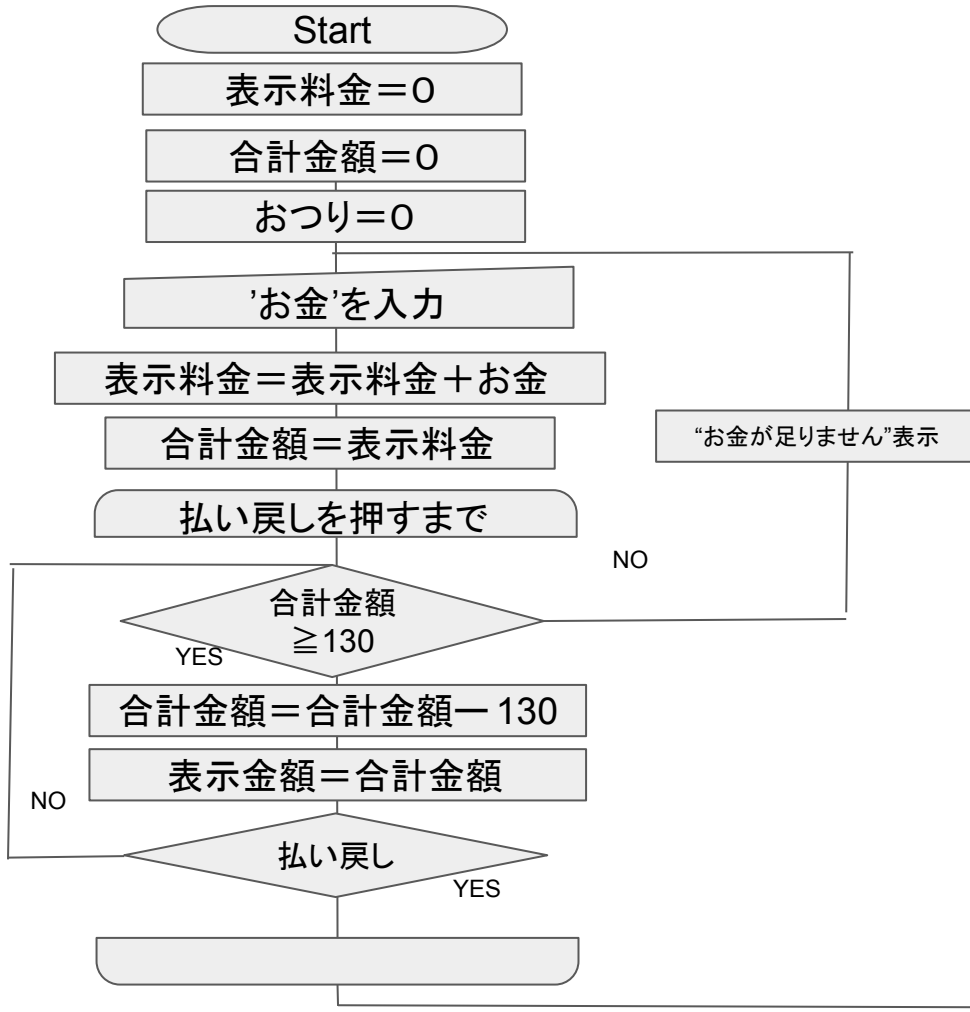 Start
表示料金＝0
合計金額＝0
おつり＝0
’お金’を入力
表示料金＝表示料金＋お金
合計金額＝表示料金
“お金が足りません”表示
払い戻しを押すまで
NO
合計金額
≧130
YES
合計金額＝合計金額ー130
表示金額＝合計金額
NO
払い戻し
YES